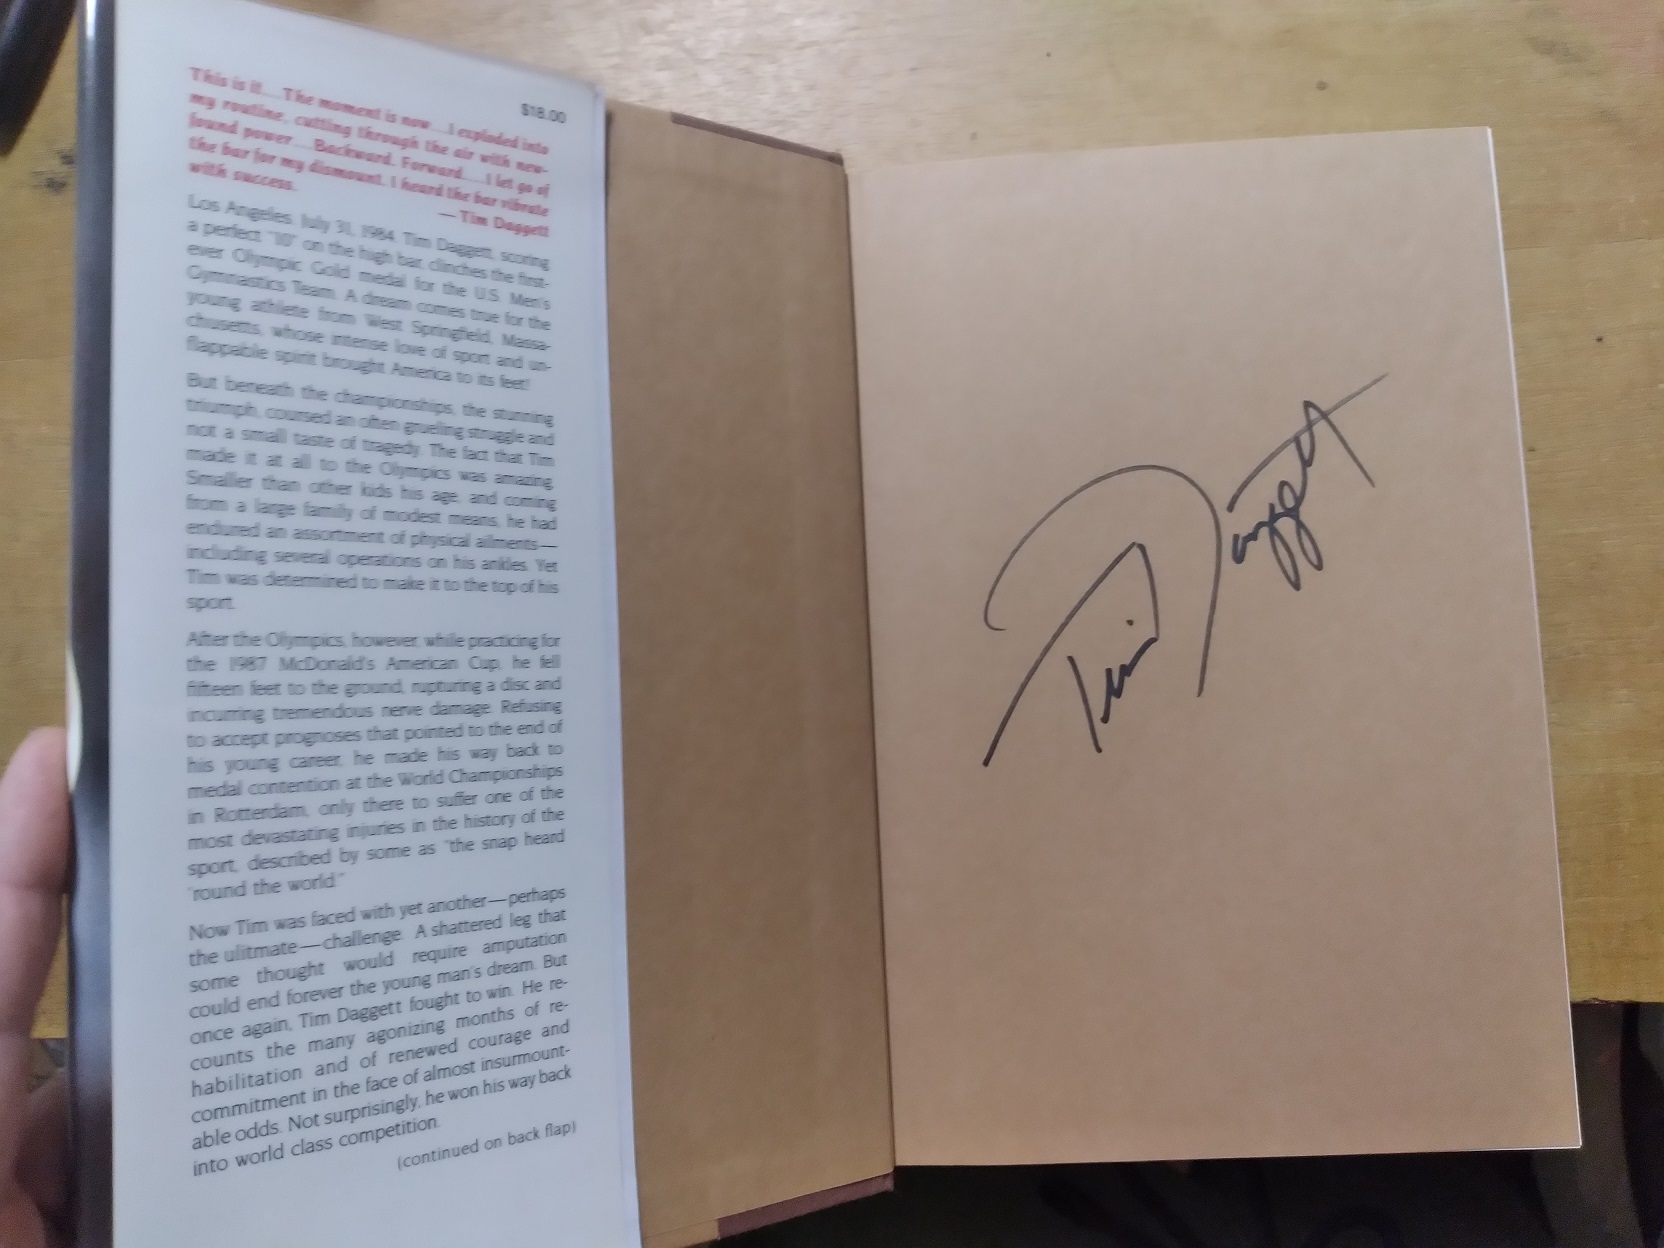 $18.00
This is it....The moment is now....I exploded into
my routine, cutting through the air with new-
found power....Backward. Forward....I let go of
the bar for my dismount. I heard the bar vibrate
with success.
— Tim Daggett
Los Angeles, July 31, 1984. Tim Daggett, scoring
a perfect "10" on the high bar, clinches the first-
ever Olympic Gold medal for the U.S. Men's
Gymnastics Team. A dream comes true for the
young athlete from West Springfield, Massa-
chusetts, whose intense love of sport and un-
flappable spirit brought America to its feet!
But beneath the championships, the stunning
triumph, coursed an often grueling struggle and
not a small taste of tragedy. The fact that Tim
made it at all to the Olympics was amazing.
Smaller than other kids his age, and coming
from a large family of modest means, he had
endured an assortment of physical ailments—
including several operations on his ankles. Yet
Tim was determined to make it to the top of his
sport.
After the Olympics, however, while practicing for
the 1987 McDonald's American Cup, he fell
fifteen feet to the ground, rupturing a disc and
incurring tremendous nerve damage. Refusing
to accept prognoses that pointed to the end of
his young career, he made his way back to
medal contention at the World Championships
in Rotterdam, only there to suffer one of the
most devastating injuries in the history of the
sport, described by some as "the snap heard
'round the world."
Now Tim was faced with yet another—perhaps
the ulitmate—challenge. A shattered leg that
some thought would require amputation
could end forever the young man's dream. But
once again, Tim Daggett fought to win. He re-
counts the many agonizing months of re-
habilitation and of renewed courage and
commitment in the face of almost insurmount-
able odds. Not surprisingly, he won his way back
into world class competition.
(continued on back flap)
Tim Daggett